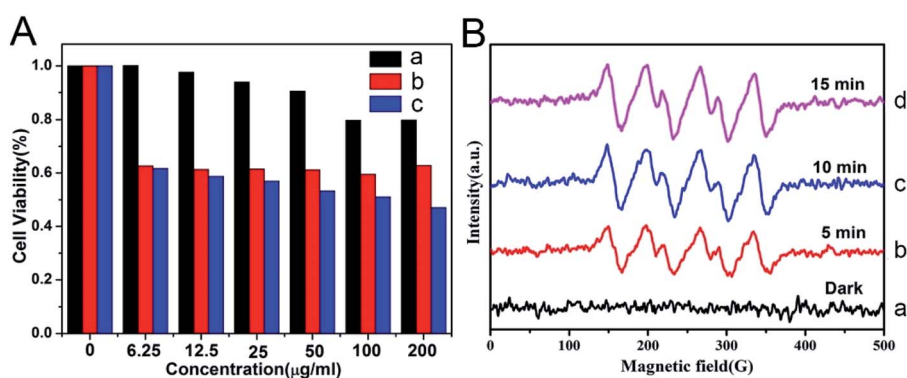 A
a
b
c
1.0
0.8
0.6
0.4
0.2
0.0
Cell Viability(%)
0 6.25 12.5 25 50 100 200
Concentration(μg/ml)
B
15 min d
10 min c
5 min b
Dark a
Intensity(a.u.)
0 100 200 300 400 500
Magnetic field(G)